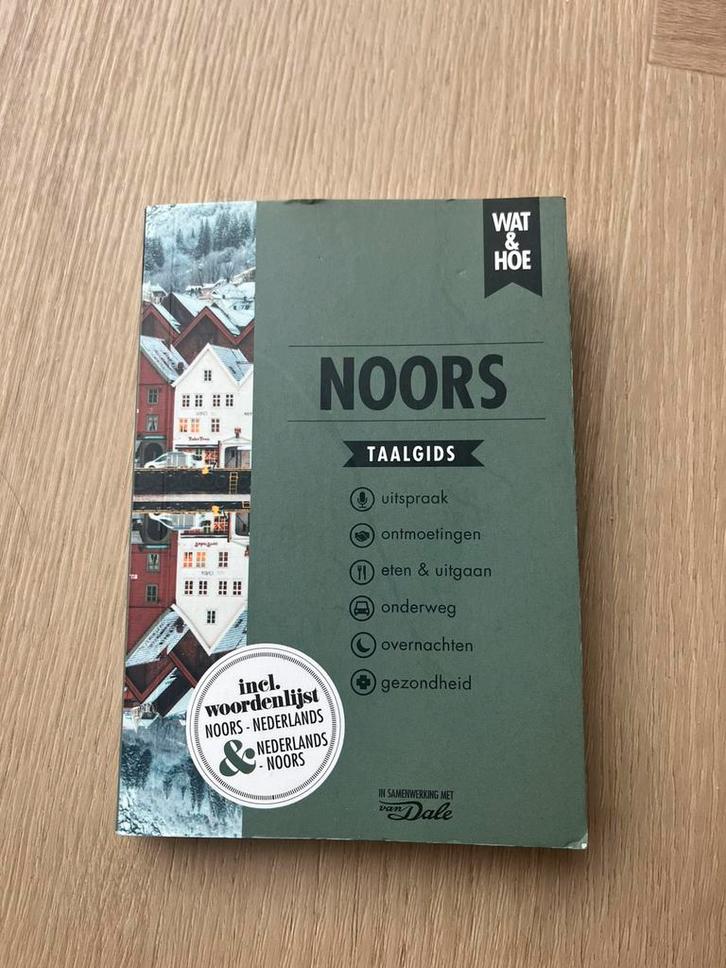 WAT
&
HOE
NOORS
TAALGIDS
uitspraak
ontmoetingen
eten & uitgaan
onderweg
overnachten
gezondheid
incl.
woordenlijst
NOORS - NEDERLANDS
& NEDERLANDS
- NOORS
IN SAMENWERKING MET
van Dale